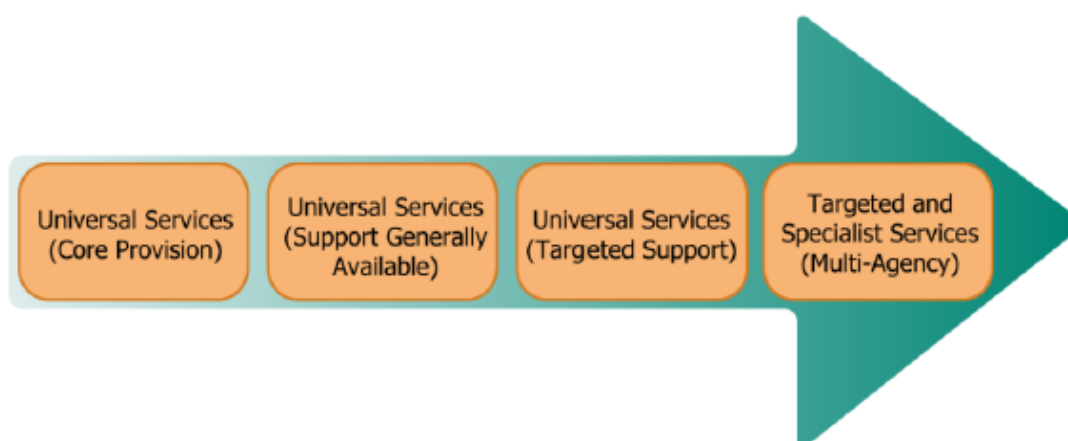 Universal Services
(Core Provision)
Universal Services
(Support Generally
Available)
Universal Services
(Targeted Support)
Targeted and
Specialist Services
(Multi-Agency)